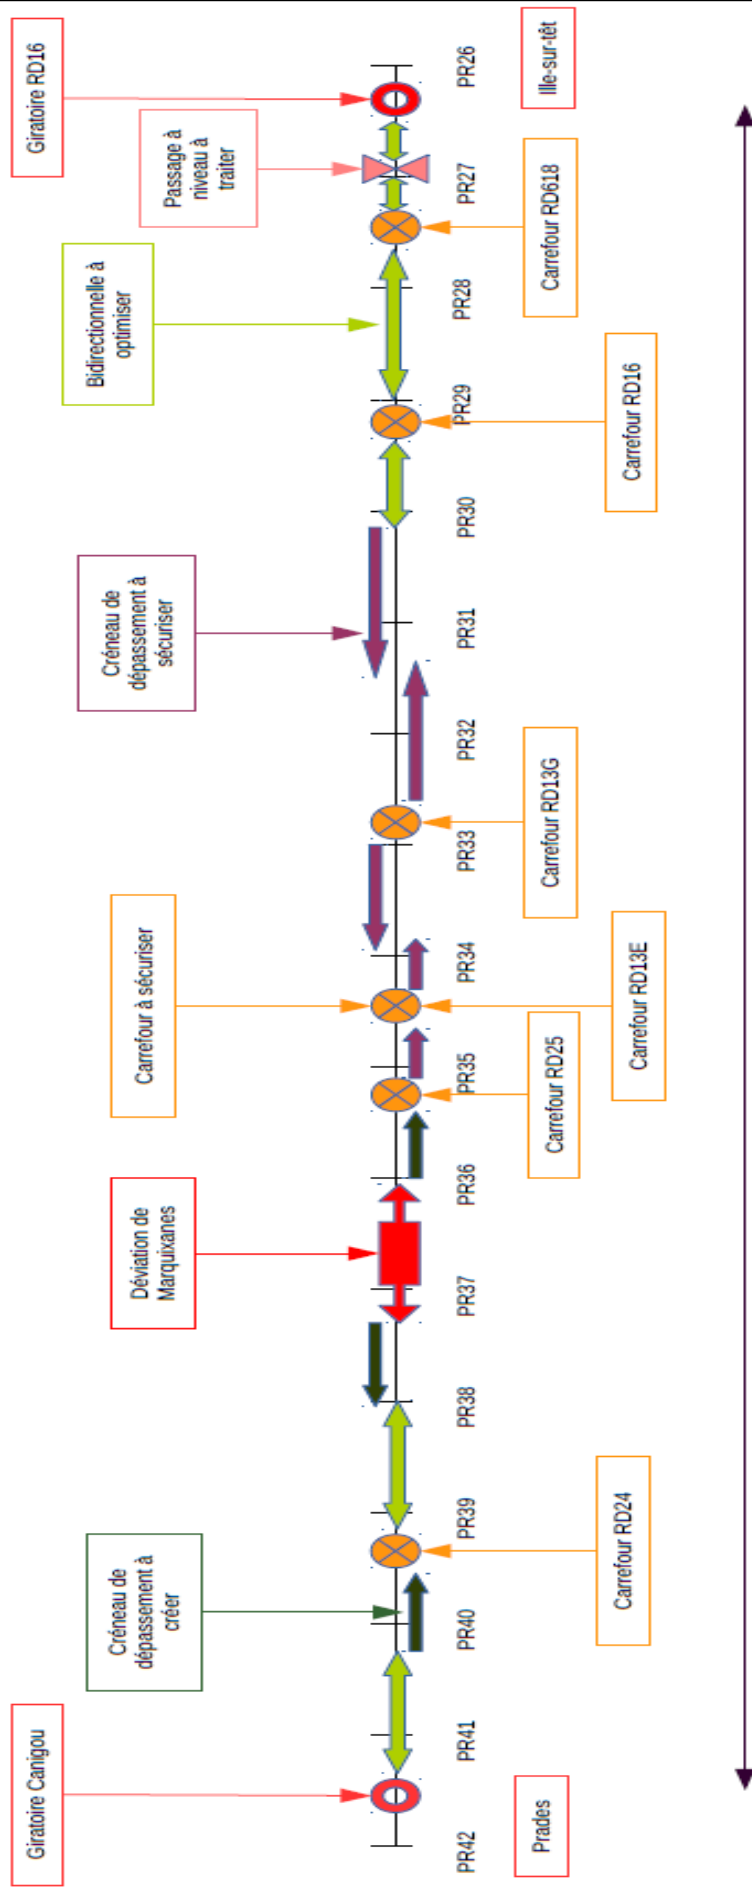 Giratoire Canigou
Créneau de
dépassement à
créer
Déviation de
Marquixanes
Carrefour à sécuriser
Créneau de
dépassement à
sécuriser
Bidirectionnelle à
optimiser
Passage à
niveau à
traiter
Giratoire RD16
PR42
PR41
PR40
PR39
PR38
PR37
PR36
PR35
PR34
PR33
PR32
PR31
PR30
PR29
PR28
PR27
PR26
Prades
Carrefour RD24
Carrefour RD25
Carrefour RD13E
Carrefour RD13G
Carrefour RD16
Carrefour RD618
Ille-sur-têt